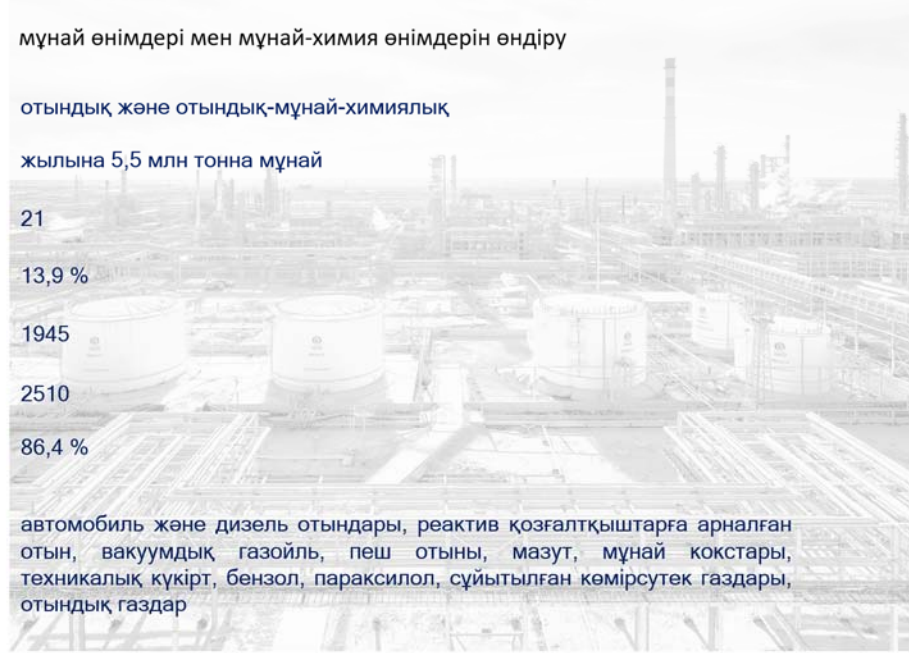 мұнай өнімдері мен мұнай-химия өнімдерін өндіру
отындық және отындық-мұнай-химиялық
жылына 5,5 млн тонна мұнай
21
13,9 %
1945
2510
86,4 %
автомобиль және дизель отындары, реактив қозғалтқыштарға арналған
отын, вакуумдық газойль, пеш отыны, мазут, мұнай кокстары,
техникалық күкірт, бензол, параксилол, сұйытылған көмірсутек газдары,
отындық газдар